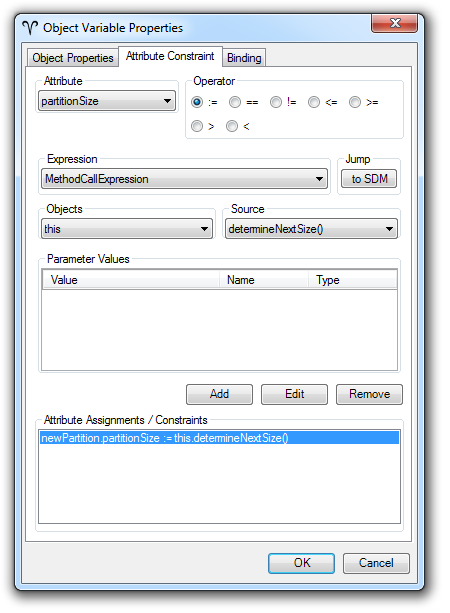 Object Variable Properties
Object Properties Attribute Constraint Binding
Attribute Operator
partitionSize := == != <= >=
> <
Expression Jump
MethodCallExpression to SDM
Objects Source
this determineNextSize()
Parameter Values
Value Name Type
Add Edit Remove
Attribute Assignments / Constraints
newPartition.partitionSize := this.determineNextSize()
OK Cancel